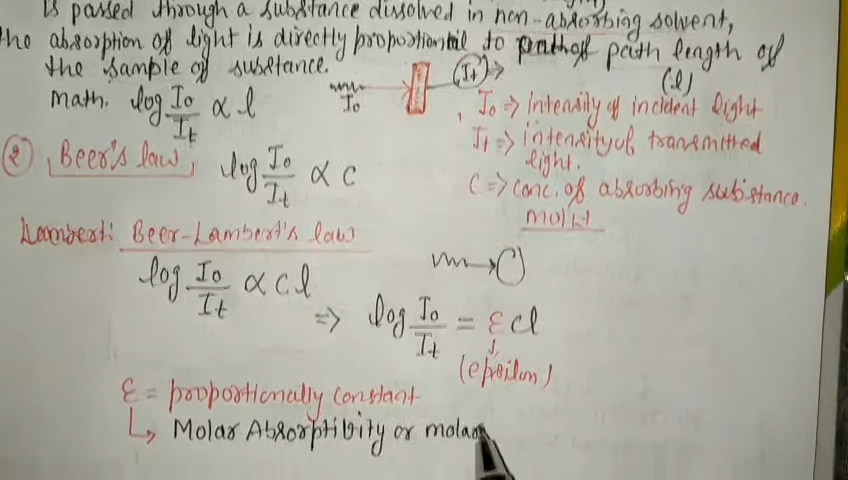 is passed through a substance dissolved in non-absorbing solvent,
the absorption of light is directly proportional to path length of
the sample of substance. (l)
math. log I₀/Iₜ ∝ l
I₀
(It)
, I₀ => intensity of incident light
It => intensity of transmitted
light.
② Beer's law, log I₀/Iₜ ∝ c
C => conc. of absorbing substance.
mol L⁻¹
Lambert: Beer-Lambert's law
log I₀/Iₜ ∝ cl
=> log I₀/Iₜ = εcl
(epsilon)
ε = proportionally constant
↳ Molar Absorptivity or molar